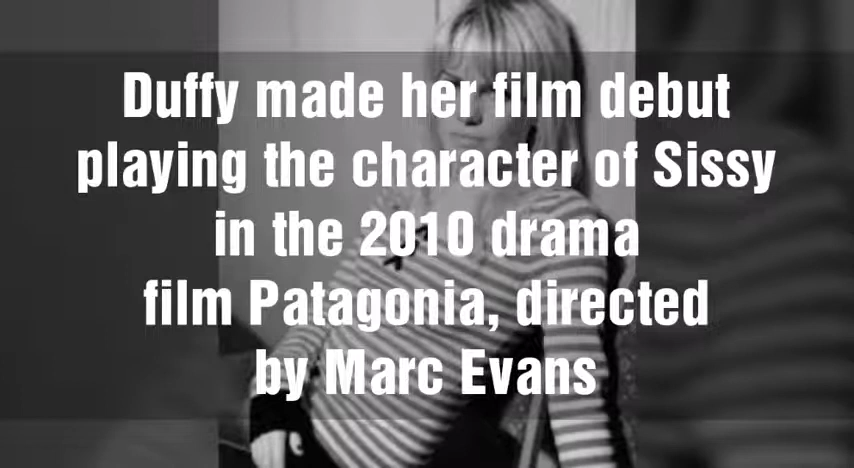 Duffy made her film debut
playing the character of Sissy
in the 2010 drama
film Patagonia, directed
by Marc Evans